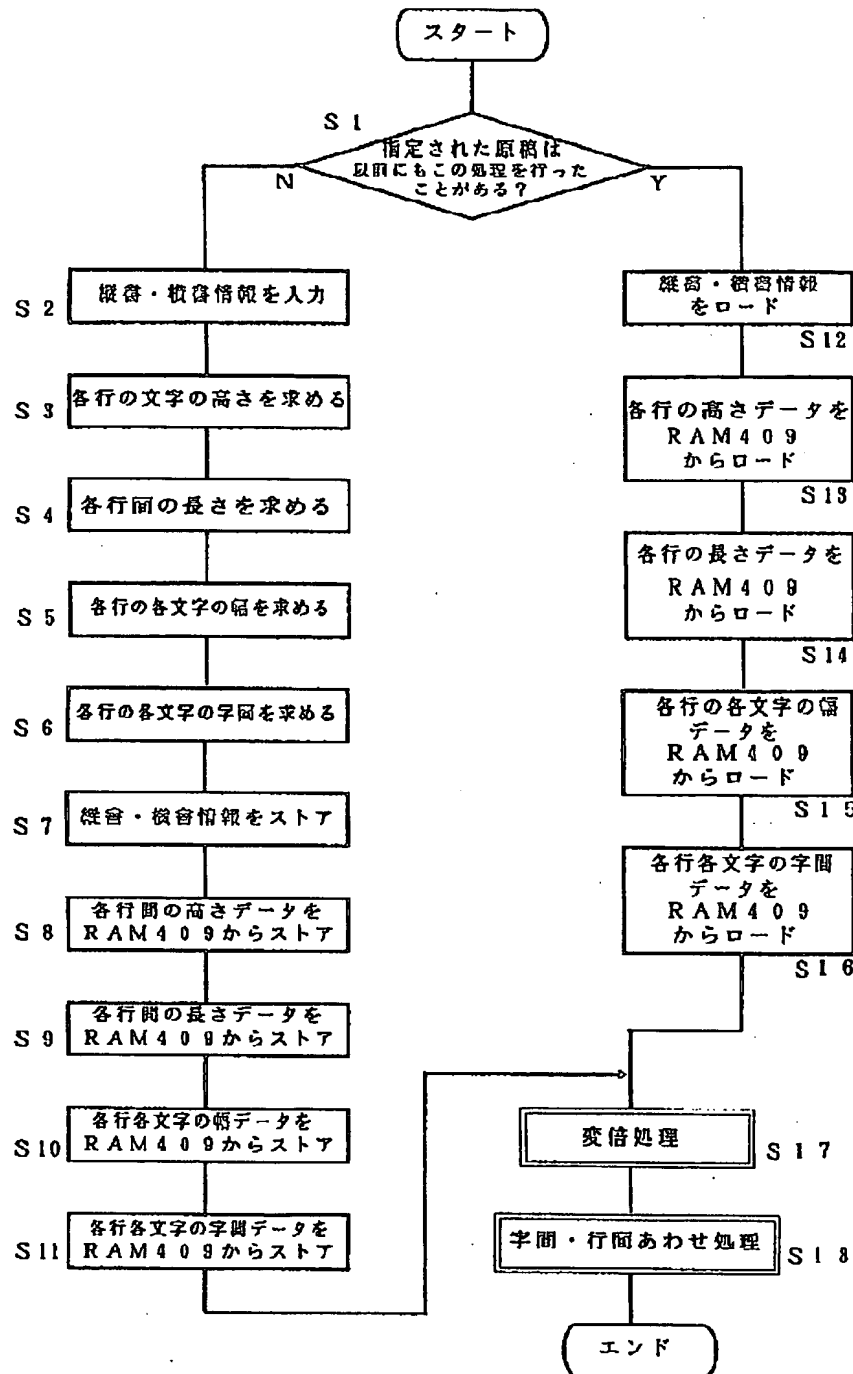 スタート
S1
指定された原稿は
以前にもこの処理を行った
ことがある？
N
Y
S2
縦書・横書情報を入力
S3
各行の文字の高さを求める
S4
各行間の長さを求める
S5
各行の各文字の幅を求める
S6
各行の各文字の字間を求める
S7
縦書・横書情報をストア
S8
各行間の高さデータを
RAM409からストア
S9
各行間の長さデータを
RAM409からストア
S10
各行各文字の幅データを
RAM409からストア
S11
各行各文字の字間データを
RAM409からストア
縦書・横書情報
をロード
S12
各行の高さデータを
RAM409
からロード
S13
各行の長さデータを
RAM409
からロード
S14
各行の各文字の幅
データを
RAM409
からロード
S15
各行各文字の字間
データを
RAM409
からロード
S16
変倍処理
S17
字間・行間あわせ処理
S18
エンド